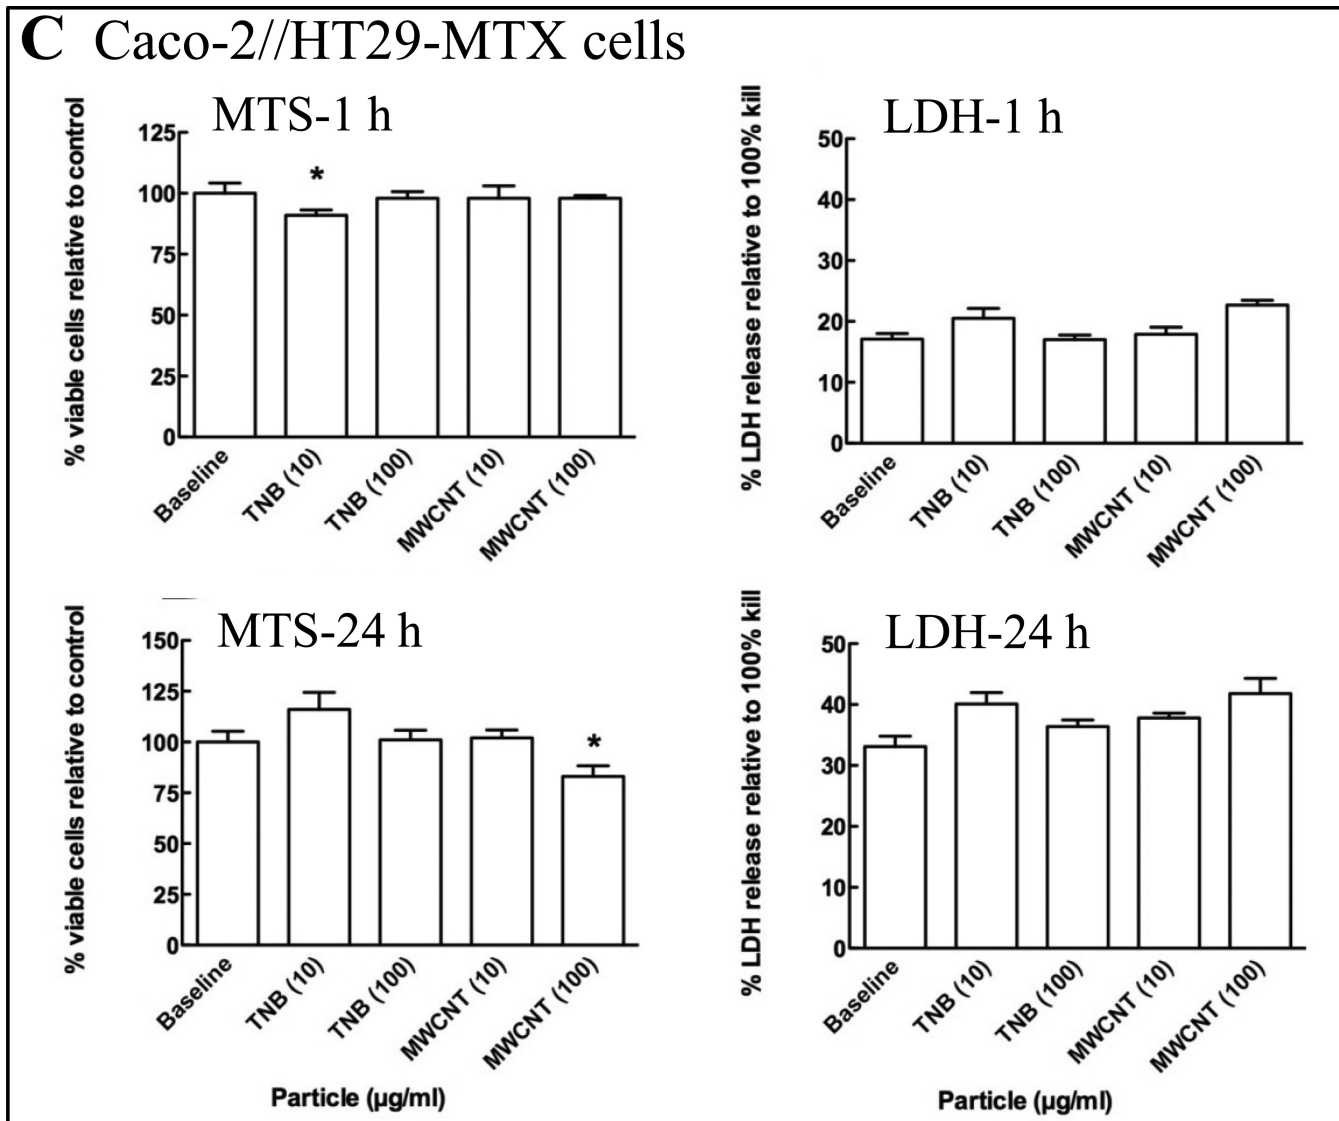 C Caco-2//HT29-MTX cells
MTS-1 h
% viable cells relative to control
125
100
75
50
25
0
*
Baseline
TNB (10)
TNB (100)
MWCNT (10)
MWCNT (100)
LDH-1 h
% LDH release relative to 100% kill
50
40
30
20
10
0
Baseline
TNB (10)
TNB (100)
MWCNT (10)
MWCNT (100)
MTS-24 h
% viable cells relative to control
150
125
100
75
50
25
0
*
Baseline
TNB (10)
TNB (100)
MWCNT (10)
MWCNT (100)
Particle (µg/ml)
LDH-24 h
% LDH release relative to 100% kill
50
40
30
20
10
0
Baseline
TNB (10)
TNB (100)
MWCNT (10)
MWCNT (100)
Particle (µg/ml)